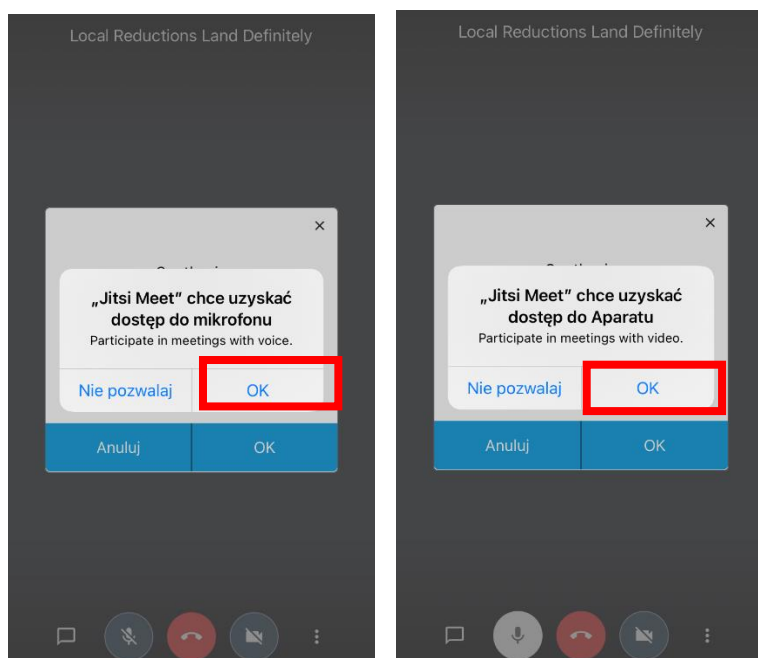 Local Reductions Land Definitely
„Jitsi Meet” chce uzyskać
dostęp do mikrofonu
Participate in meetings with voice.
Nie pozwalaj OK
Anuluj OK
Local Reductions Land Definitely
„Jitsi Meet” chce uzyskać
dostęp do Aparatu
Participate in meetings with video.
Nie pozwalaj OK
Anuluj OK